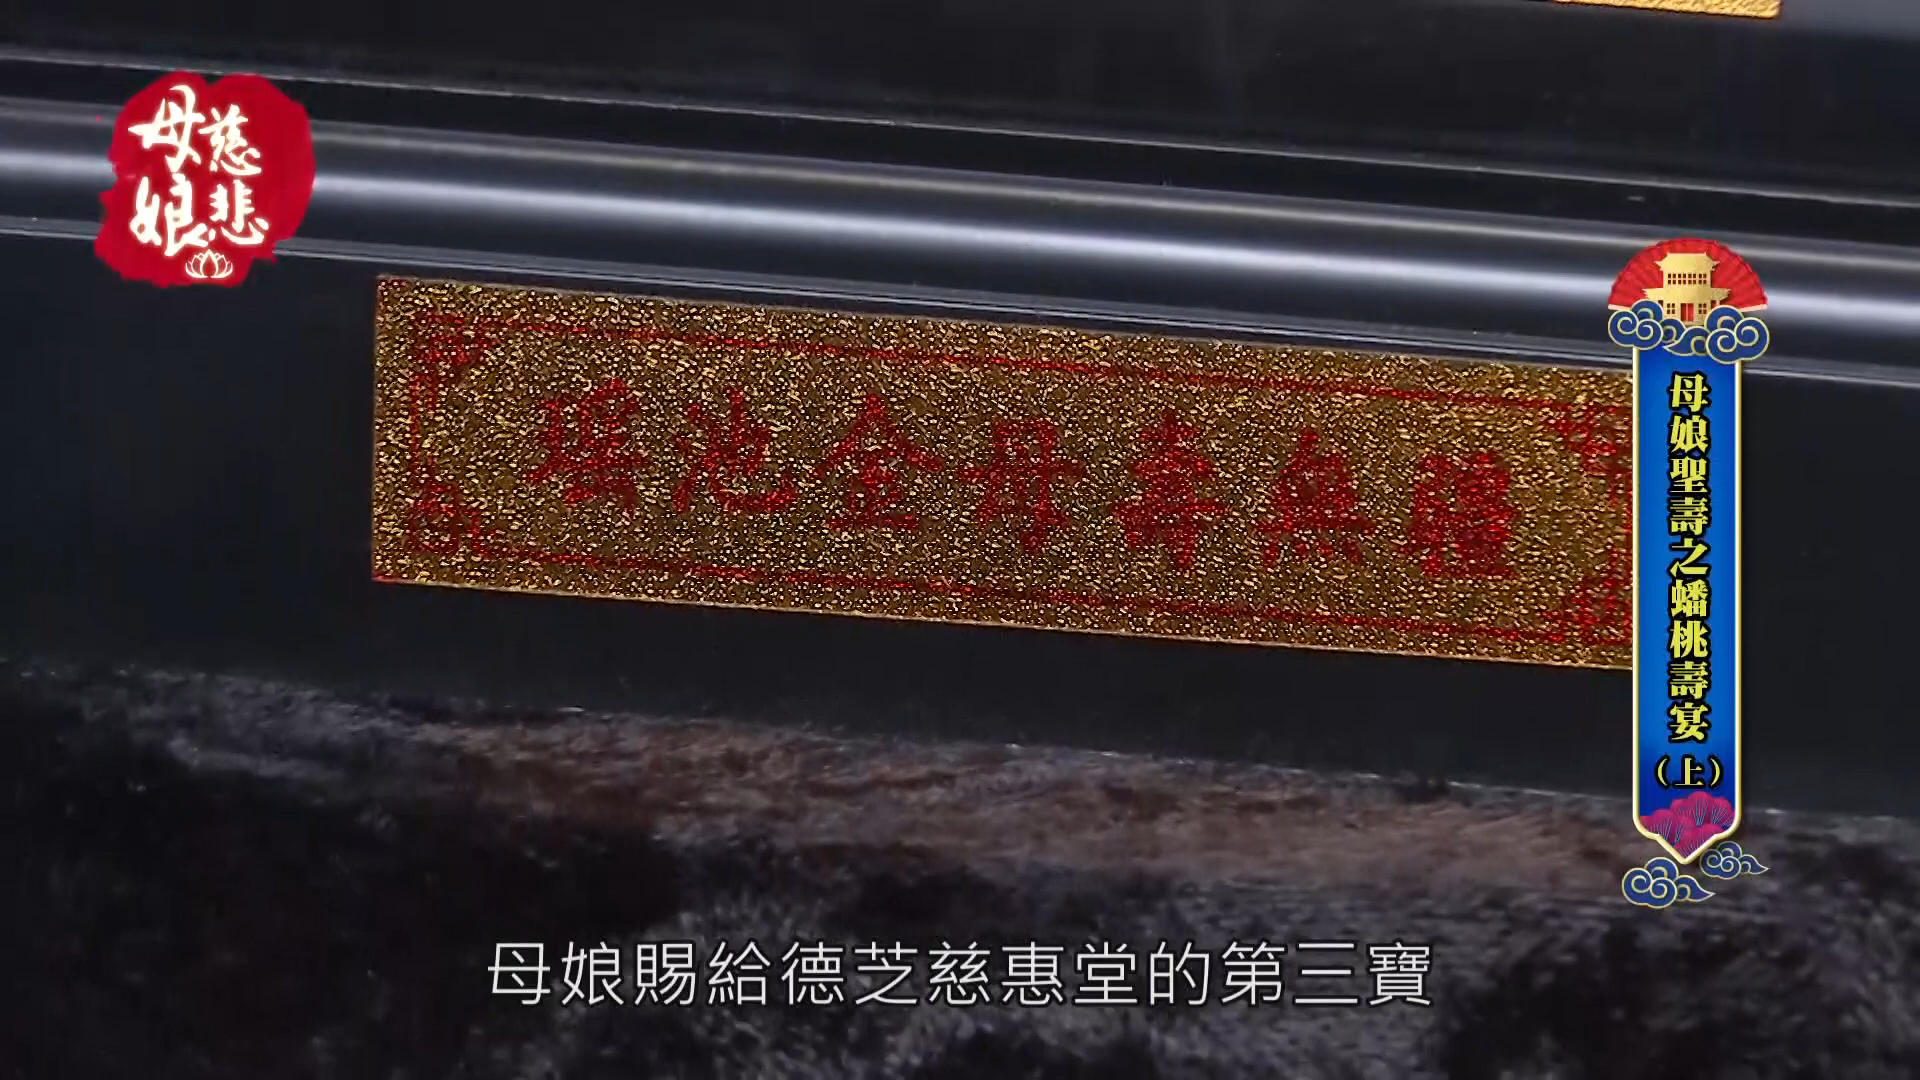 慈悲
母娘
瑤池金母壽無疆
母娘聖壽之蟠桃壽宴
（上）
母娘賜給德芝慈惠堂的第三寶